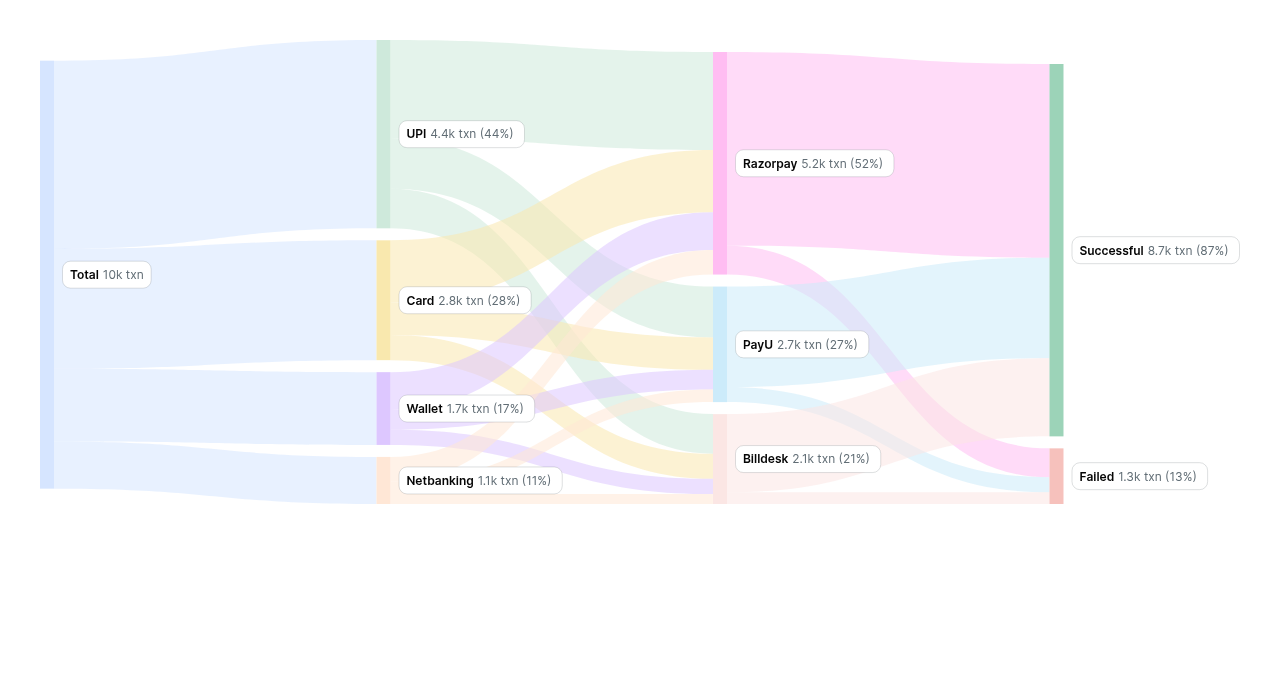 Total 10k txn
UPI 4.4k txn (44%)
Card 2.8k txn (28%)
Wallet 1.7k txn (17%)
Netbanking 1.1k txn (11%)
Razorpay 5.2k txn (52%)
PayU 2.7k txn (27%)
Billdesk 2.1k txn (21%)
Successful 8.7k txn (87%)
Failed 1.3k txn (13%)